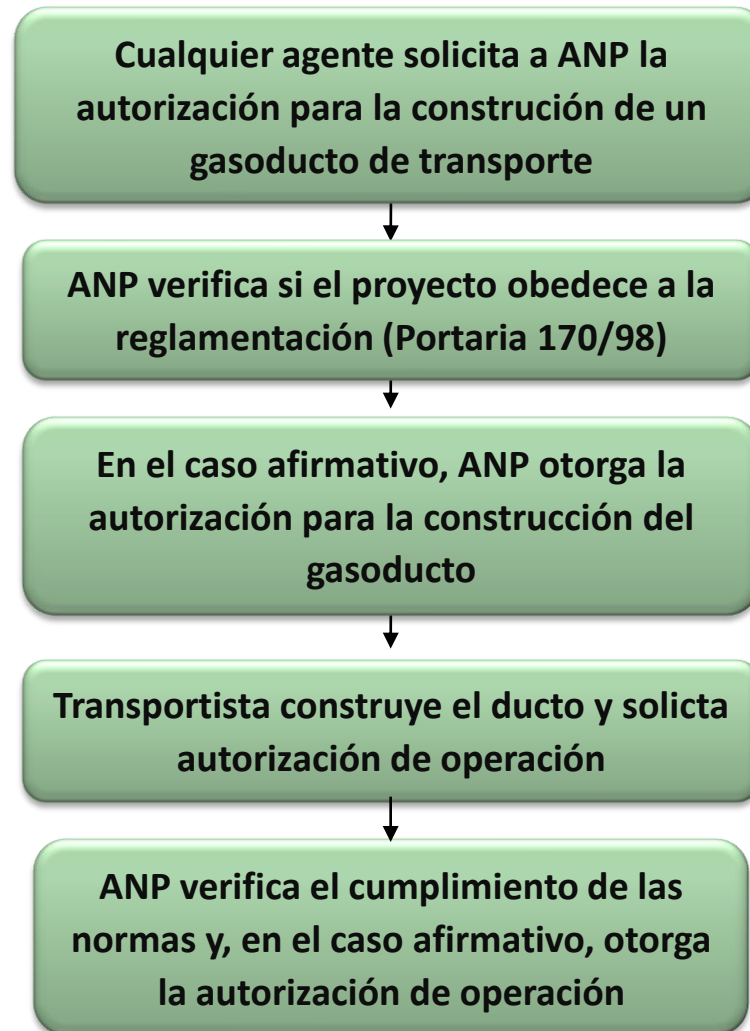 Cualquier agente solicita a ANP la
autorización para la construción de un
gasoducto de transporte
ANP verifica si el proyecto obedece a la
reglamentación (Portaria 170/98)
En el caso afirmativo, ANP otorga la
autorización para la construcción del
gasoducto
Transportista construye el ducto y solicta
autorización de operación
ANP verifica el cumplimiento de las
normas y, en el caso afirmativo, otorga
la autorización de operación